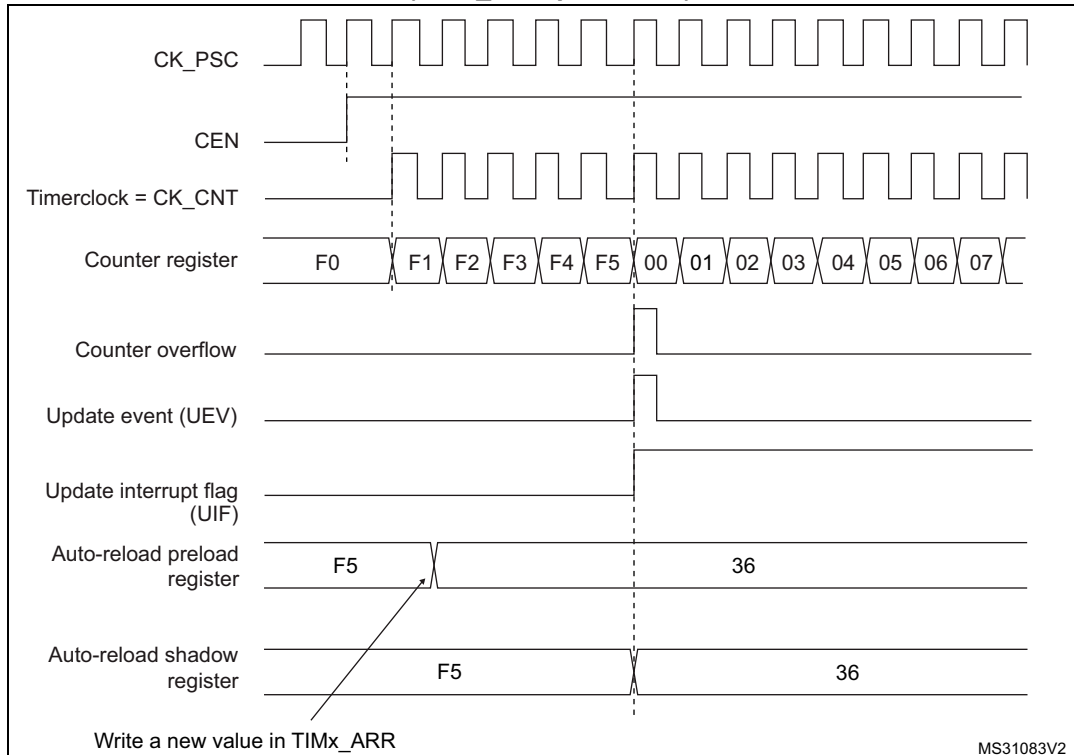 CK_PSC
CEN
Timerclock = CK_CNT
Counter register F0 F1 F2 F3 F4 F5 00 01 02 03 04 05 06 07
Counter overflow
Update event (UEV)
Update interrupt flag
(UIF)
Auto-reload preload
register
F5 36
Auto-reload shadow
register
F5 36
Write a new value in TIMx_ARR
MS31083V2